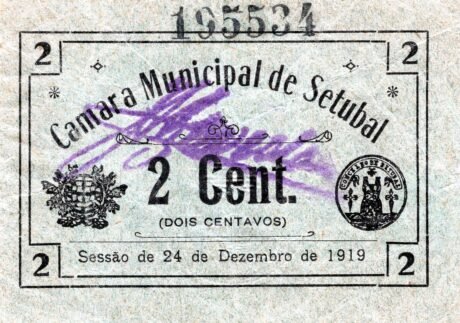 195534
2 2
Camara Municipal de Setubal
2 Cent.
(DOIS CENTAVOS)
Sessão de 24 de Dezembro de 1919
2 2